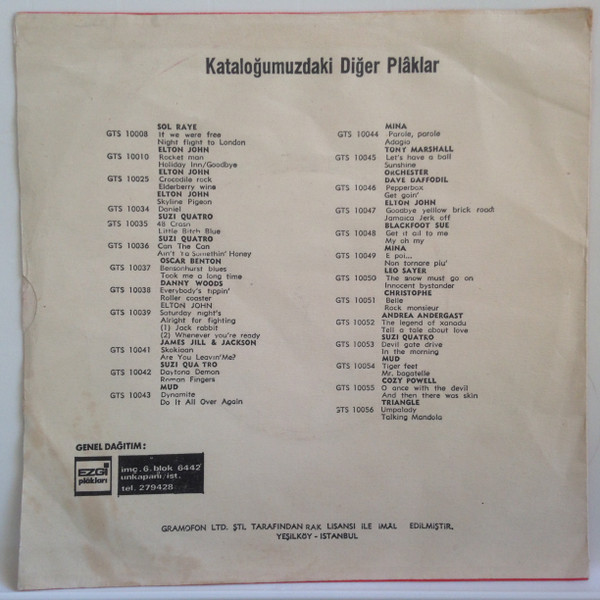 Kataloğumuzdaki Diğer Plâklar
SOL RAYE
GTS 10008 If we were free
Night flight to London
ELTON JOHN
GTS 10010 Rocket man
Holiday Inn/Goodbye
ELTON JOHN
GTS 10025 Crocodile rock
Elderberry wine
ELTON JOHN
Skyline Pigeon
GTS 10034 Daniel
SUZI QUATRO
GTS 10035 48 Crash
Little Bitch Blue
SUZI QUATRO
GTS 10036 Can The Can
Ain't Ya Somethin' Honey
OSCAR BENTON
GTS 10037 Bensonhurst blues
Took me a long time
DANNY WOODS
GTS 10038 Everybody's tippin'
Roller coaster
ELTON JOHN
GTS 10039 Saturday night's
Alright for fighting
(1) Jack rabbit
(2) Whenever you're ready
JAMES JILL & JACKSON
GTS 10041 Skokiaan
Are You Leavin'Me?
SUZI QUA TRO
GTS 10042 Daytona Demon
Roman Fingers
MUD
GTS 10043 Dynamite
Do It All Over Again
MINA
GTS 10044 Parole, parole
Adagio
TONY MARSHALL
GTS 10045 Let's have a ball
Sunshine
ORCHESTER
DAVE DAFFODIL
GTS 10046 Pepperbox
Get goin'
ELTON JOHN
GTS 10047 Goodbye yelllow brick road
Jamaica Jerk off
BLACKFOOT SUE
GTS 10048 Get it all to me
My oh my
MINA
GTS 10049 E poi...
Non tornare piu'
LEO SAYER
GTS 10050 The snow must go on
Innocent bystander
CHRISTOPHE
GTS 10051 Belle
Rock monsieur
ANDREA ANDERGAST
GTS 10052 The legend of xanadu
Tell a tale about love
SUZI QUATRO
GTS 10053 Devil gate drive
In the morning
MUD
GTS 10054 Tiger feet
Mr. bagatelle
COZY POWELL
GTS 10055 D ance with the devil
And then there was skin
TRIANGLE
GTS 10056 Umpalady
Talking Mandola
GENEL DAĞITIM:
EZGİ
plâkları
imç. 6. blok 6442
unkapanı/ist.
tel. 279428
GRAMOFON LTD. ŞTİ. TARAFINDAN RAK LISANSI ILE IMAL EDILMIŞTIR.
YEŞILKÖY - ISTANBUL